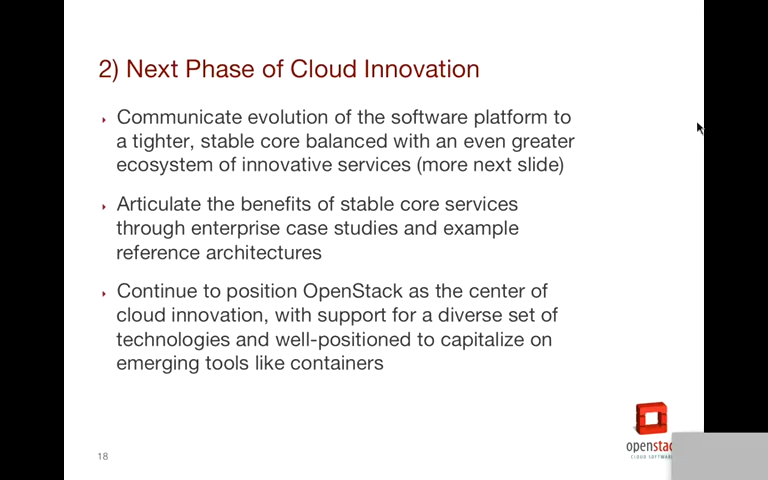 2) Next Phase of Cloud Innovation
Communicate evolution of the software platform to
a tighter, stable core balanced with an even greater
ecosystem of innovative services (more next slide)
Articulate the benefits of stable core services
through enterprise case studies and example
reference architectures
Continue to position OpenStack as the center of
cloud innovation, with support for a diverse set of
technologies and well-positioned to capitalize on
emerging tools like containers
18